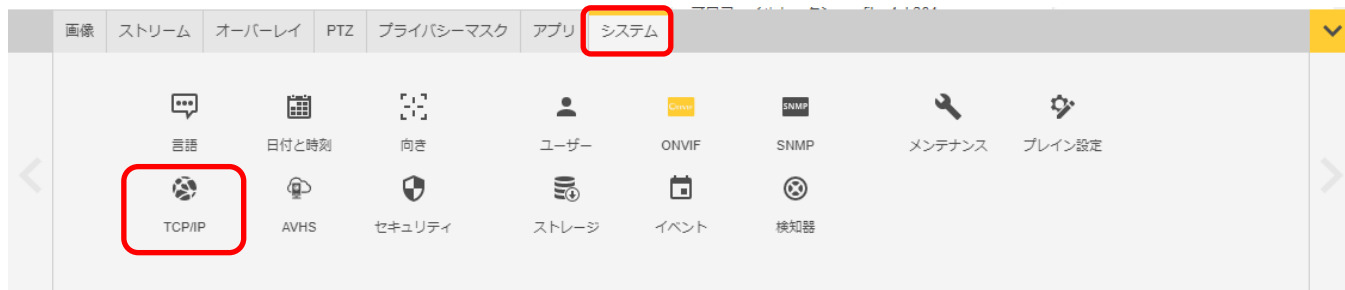 画像 ストリーム オーバーレイ PTZ プライバシーマスク アプリ システム
SNMP
言語 日付と時刻 向き ユーザー ONVIF SNMP メンテナンス プレイン設定
TCP/IP AVHS セキュリティ ストレージ イベント 検知器